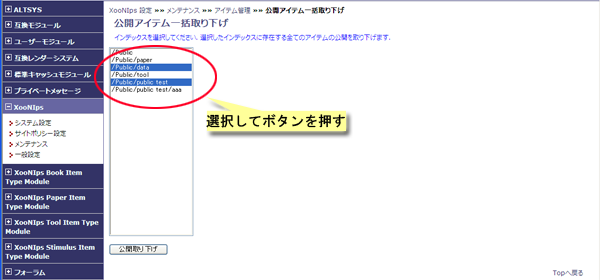 ALTSYS
互換モジュール
ユーザーモジュール
互換レンダーシステム
標準キャッシュモジュール
プライベートメッセージ
XooNIps
システム設定
サイトポリシー設定
メンテナンス
一般設定
XooNIps Book Item
Type Module
XooNIps Paper Item
Type Module
XooNIps Tool Item Type
Module
XooNIps Stimulus Item
Type Module
フォーラム
XooNIps 設定 »» メンテナンス »» アイテム管理 »» 公開アイテム一括取り下げ
公開アイテム一括取り下げ
インデックスを選択してください. 選択したインデックスに存在する全てのアイテムの公開を取り下げます.
/Public
/Public/paper
/Public/data
/Public/tool
/Public/public test
/Public/public test/aaa
選択してボタンを押す
公開取り下げ
Topへ戻る